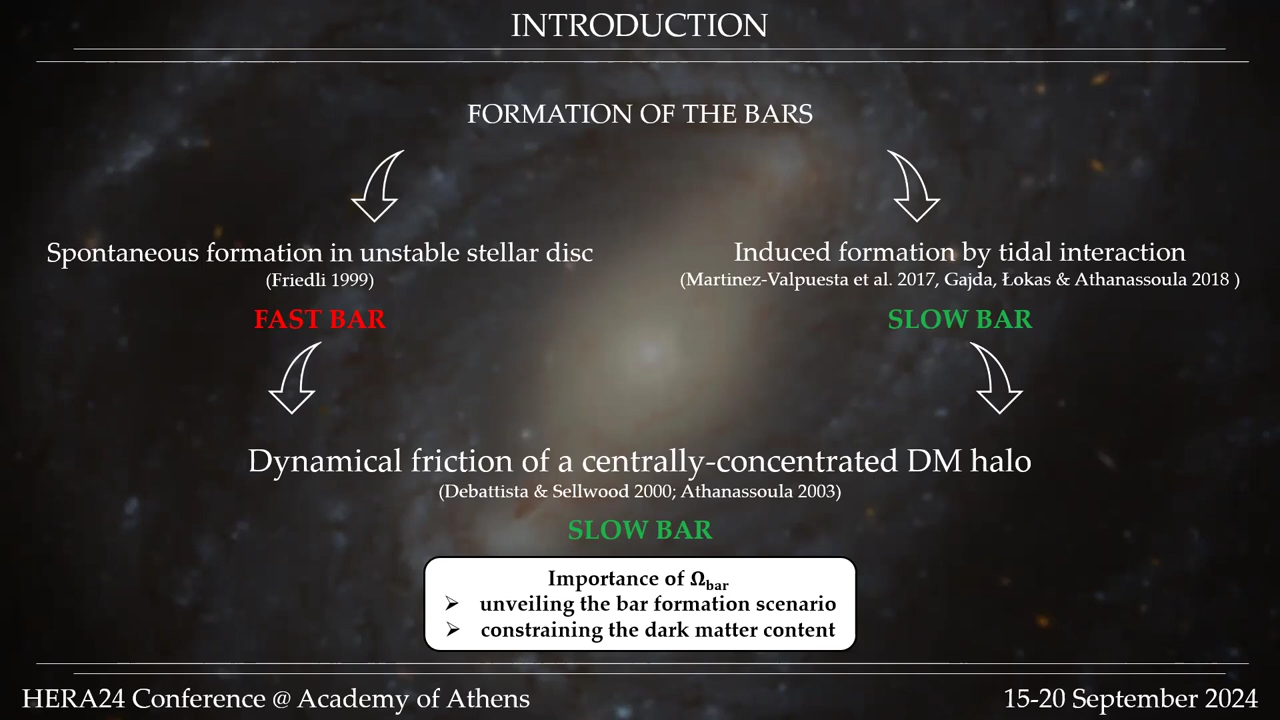 INTRODUCTION
FORMATION OF THE BARS
Spontaneous formation in unstable stellar disc
(Friedli 1999)
FAST BAR
Induced formation by tidal interaction
(Martinez-Valpuesta et al. 2017, Gajda, Łokas & Athanassoula 2018 )
SLOW BAR
Dynamical friction of a centrally-concentrated DM halo
(Debattista & Sellwood 2000; Athanassoula 2003)
SLOW BAR
Importance of Ωbar
➢ unveiling the bar formation scenario
➢ constraining the dark matter content
HERA24 Conference @ Academy of Athens
15-20 September 2024